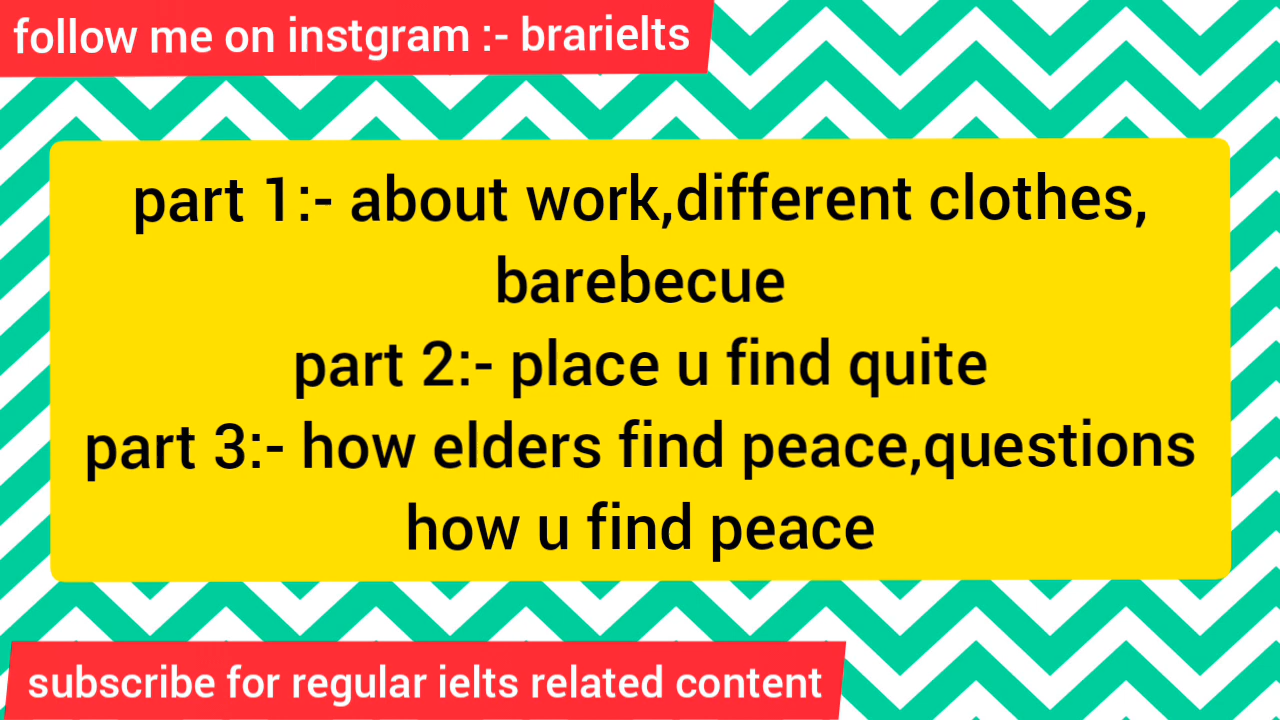 follow me on instgram :- brarielts
part 1:- about work,different clothes,
barebecue
part 2:- place u find quite
part 3:- how elders find peace,questions
how u find peace
subscribe for regular ielts related content